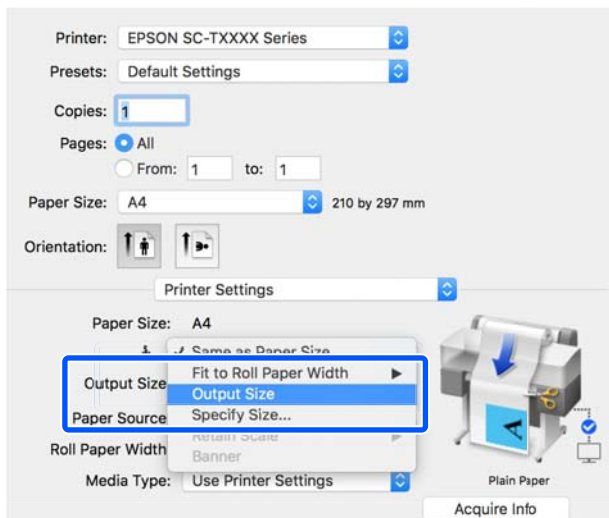 Printer: EPSON SC-TXXXX Series
Presets: Default Settings
Copies: 1
Pages: All
From: 1 to: 1
Paper Size: A4 210 by 297 mm
Orientation:
Printer Settings
Paper Size: A4
✓ Same as Paper Size
Output Size
Fit to Roll Paper Width ▶
Output Size
Paper Source
Specify Size...
Retain Scale
Roll Paper Width
Banner
Media Type: Use Printer Settings
Plain Paper
Acquire Info